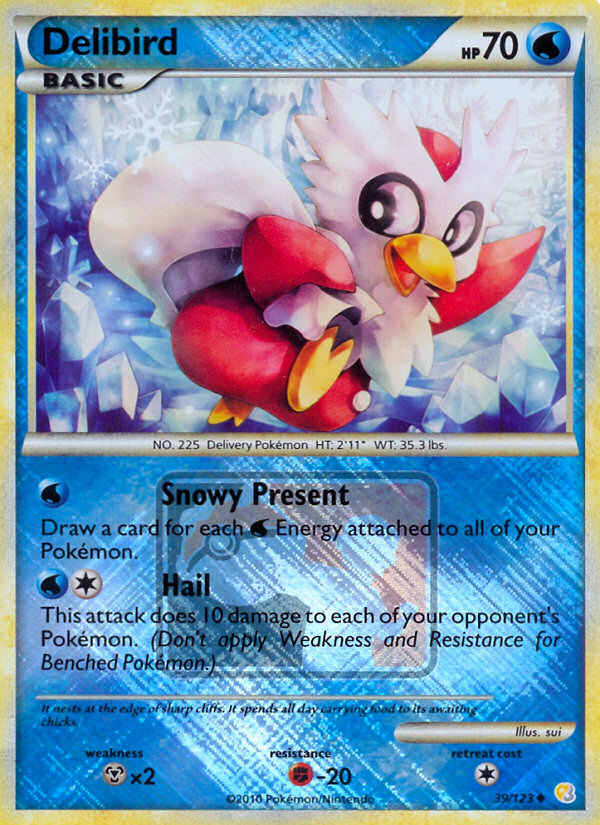 Delibird
HP 70
BASIC
NO. 225 Delivery Pokémon HT: 2'11" WT: 35.3 lbs.
Snowy Present
Draw a card for each Energy attached to all of your
Pokémon.
Hail
This attack does 10 damage to each of your opponent's
Pokémon. (Don't apply Weakness and Resistance for
Benched Pokémon.)
It nests at the edge of sharp cliffs. It spends all day carrying food to its awaiting
chicks.
Illus. sui
weakness resistance retreat cost
×2 -20
©2010 Pokémon/Nintendo 39/123